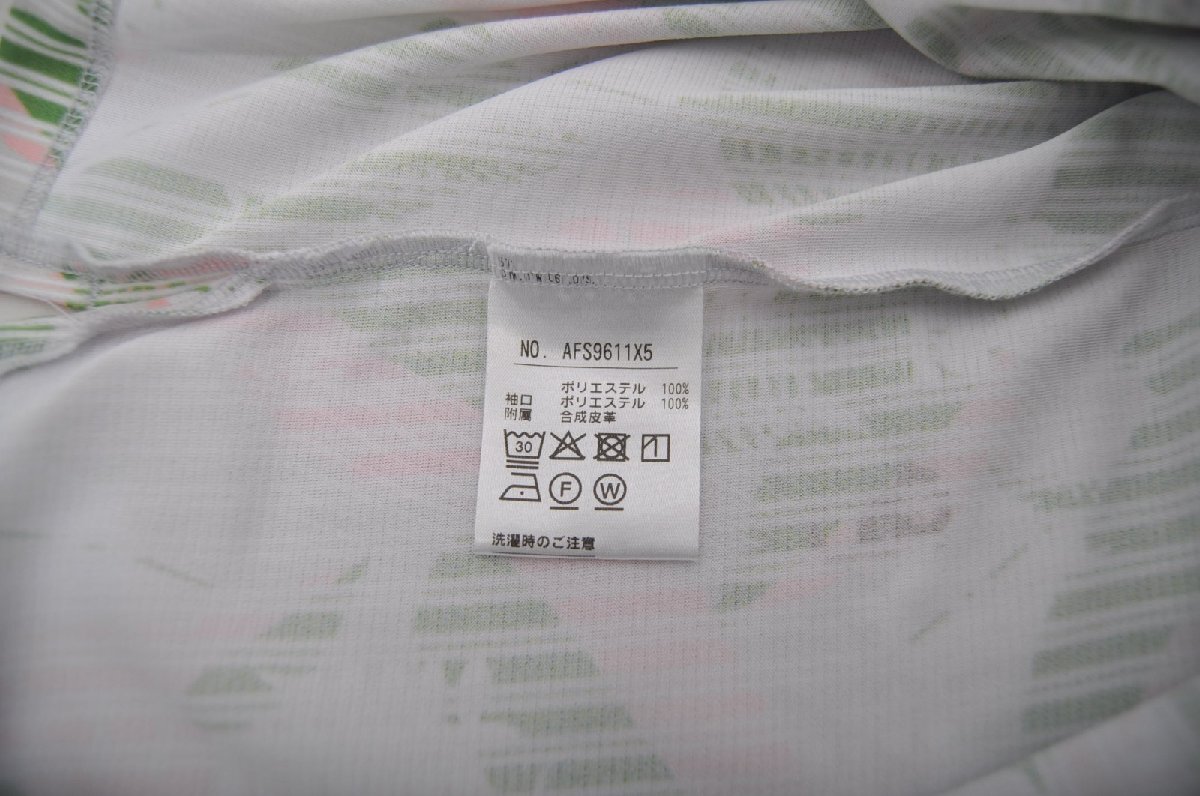 NO. AFS9611X5
ポリエステル 100%
袖口 ポリエステル 100%
附属 合成皮革
30
F W
洗濯時のご注意